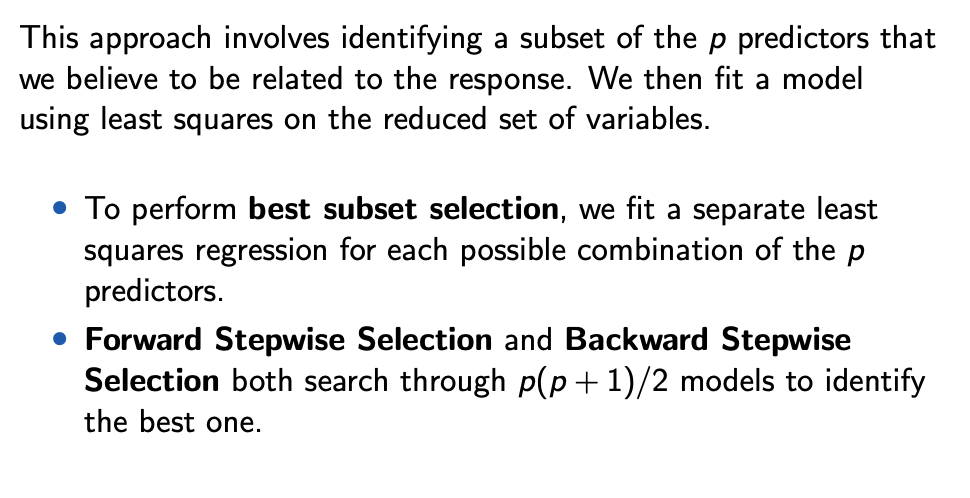 This approach involves identifying a subset of the p predictors that
we believe to be related to the response. We then fit a model
using least squares on the reduced set of variables.
• To perform best subset selection, we fit a separate least
squares regression for each possible combination of the p
predictors.
• Forward Stepwise Selection and Backward Stepwise
Selection both search through p(p + 1)/2 models to identify
the best one.